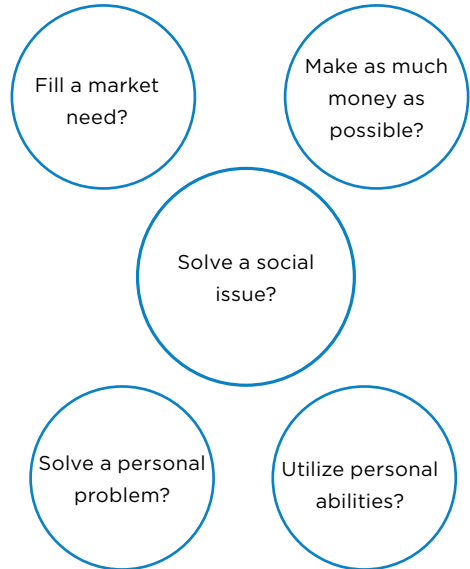 Fill a market
need?
Make as much
money as
possible?
Solve a social
issue?
Solve a personal
problem?
Utilize personal
abilities?